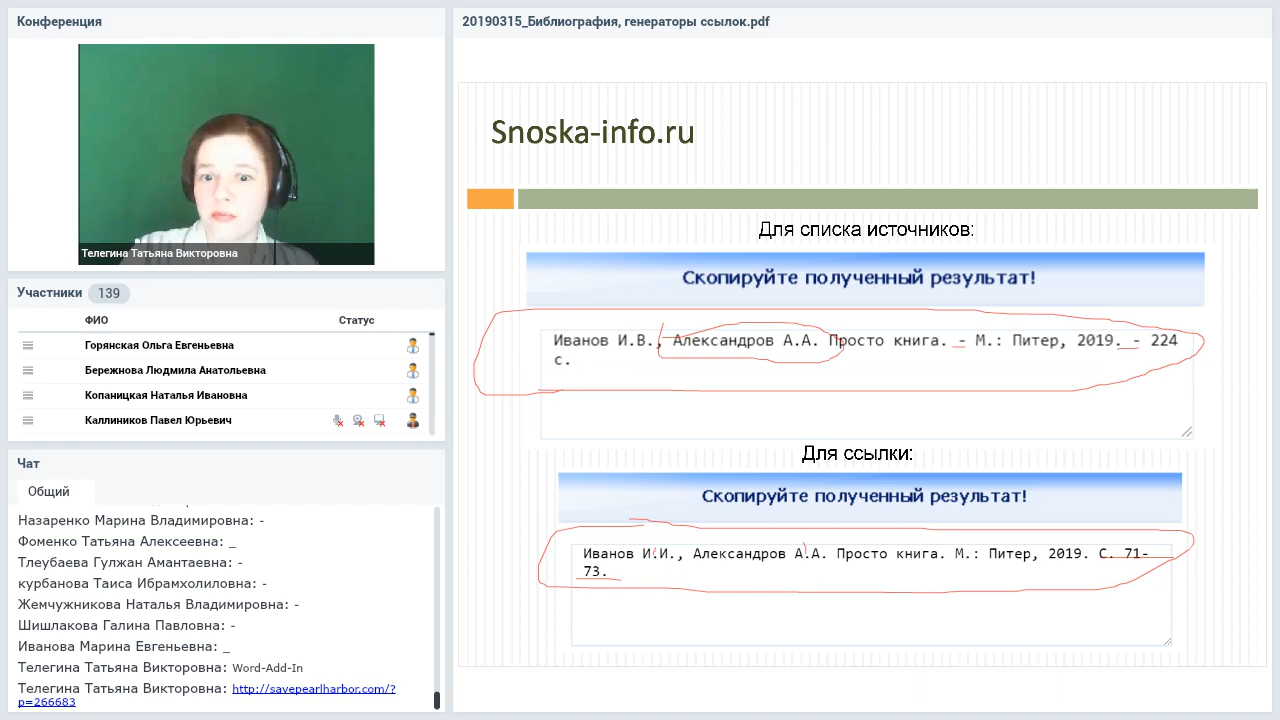 Конференция
Телегина Татьяна Викторовна
Участники 139
ФИО Статус
Горянская Ольга Евгеньевна
Бережнова Людмила Анатольевна
Копаницкая Наталья Ивановна
Каллиников Павел Юрьевич
Чат
Общий
Назаренко Марина Владимировна: -
Фоменко Татьяна Алексеевна: _
Тлеубаева Гулжан Амантаевна: -
курбанова Таиса Ибрамхолиловна: -
Жемчужникова Наталья Владимировна: -
Шишлакова Галина Павловна: -
Иванова Марина Евгеньевна: _
Телегина Татьяна Викторовна: Word-Add-In
Телегина Татьяна Викторовна: http://savepearlharbor.com/?
p=266683
20190315_Библиография, генераторы ссылок.pdf
Snoska-info.ru
Для списка источников:
Скопируйте полученный результат!
Иванов И.В., Александров А.А. Просто книга. - М.: Питер, 2019. - 224
с.
Для ссылки:
Скопируйте полученный результат!
Иванов И.И., Александров А.А. Просто книга. М.: Питер, 2019. С. 71-
73.